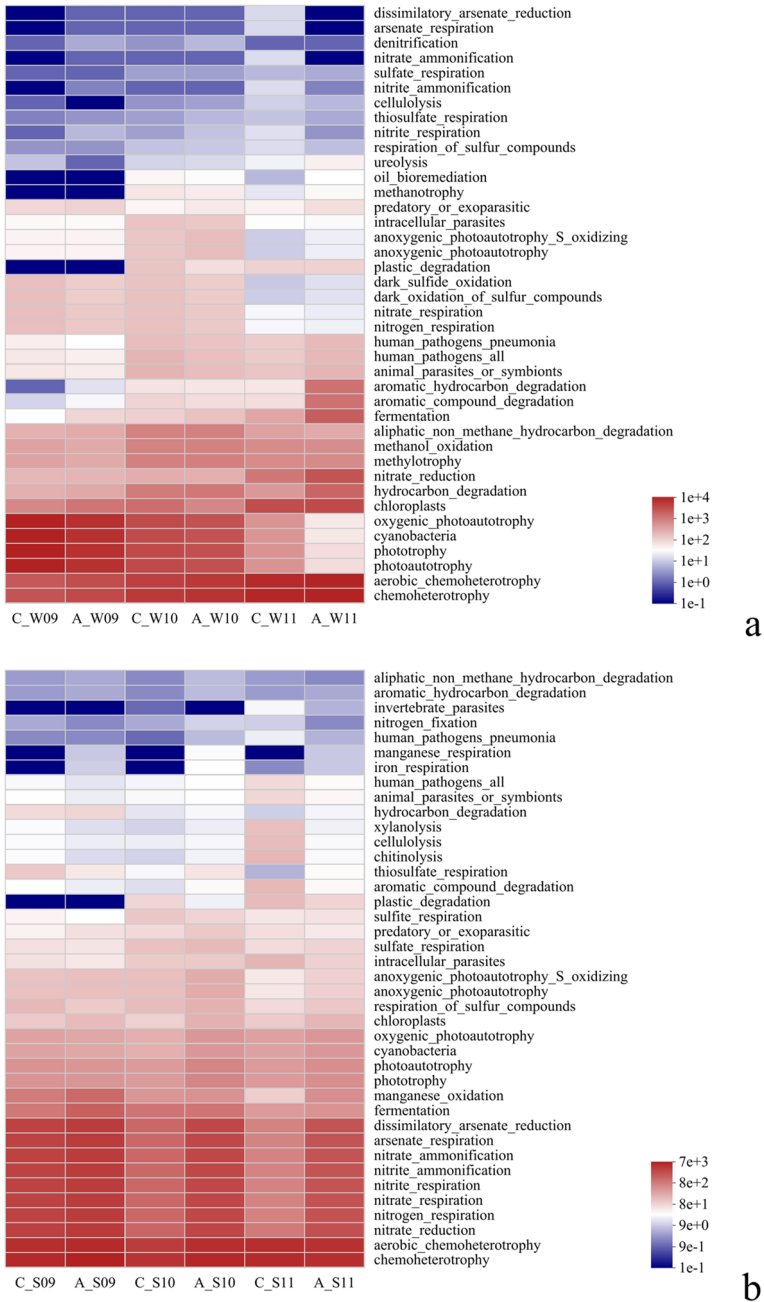 dissimilatory_arsenate_reduction
arsenate_respiration
denitrification
nitrate_ammonification
sulfate_respiration
nitrite_ammonification
cellulolysis
thiosulfate_respiration
nitrite_respiration
respiration_of_sulfur_compounds
ureolysis
oil_bioremediation
methanotrophy
predatory_or_exoparasitic
intracellular_parasites
anoxygenic_photoautotrophy_S_oxidizing
anoxygenic_photoautotrophy
plastic_degradation
dark_sulfide_oxidation
dark_oxidation_of_sulfur_compounds
nitrate_respiration
nitrogen_respiration
human_pathogens_pneumonia
human_pathogens_all
animal_parasites_or_symbionts
aromatic_hydrocarbon_degradation
aromatic_compound_degradation
fermentation
aliphatic_non_methane_hydrocarbon_degradation
methanol_oxidation
methylotrophy
nitrate_reduction
hydrocarbon_degradation
chloroplasts
oxygenic_photoautotrophy
cyanobacteria
phototrophy
photoautotrophy
aerobic_chemoheterotrophy
chemoheterotrophy
1e+4
1e+3
1e+2
1e+1
1e+0
1e-1
C_W09 A_W09 C_W10 A_W10 C_W11 A_W11
a
aliphatic_non_methane_hydrocarbon_degradation
aromatic_hydrocarbon_degradation
invertebrate_parasites
nitrogen_fixation
human_pathogens_pneumonia
manganese_respiration
iron_respiration
human_pathogens_all
animal_parasites_or_symbionts
hydrocarbon_degradation
xylanolysis
cellulolysis
chitinolysis
thiosulfate_respiration
aromatic_compound_degradation
plastic_degradation
sulfite_respiration
predatory_or_exoparasitic
sulfate_respiration
intracellular_parasites
anoxygenic_photoautotrophy_S_oxidizing
anoxygenic_photoautotrophy
respiration_of_sulfur_compounds
chloroplasts
oxygenic_photoautotrophy
cyanobacteria
photoautotrophy
phototrophy
manganese_oxidation
fermentation
dissimilatory_arsenate_reduction
arsenate_respiration
nitrate_ammonification
nitrite_ammonification
nitrite_respiration
nitrate_respiration
nitrogen_respiration
nitrate_reduction
aerobic_chemoheterotrophy
chemoheterotrophy
7e+3
8e+2
8e+1
9e+0
9e-1
1e-1
C_S09 A_S09 C_S10 A_S10 C_S11 A_S11
b